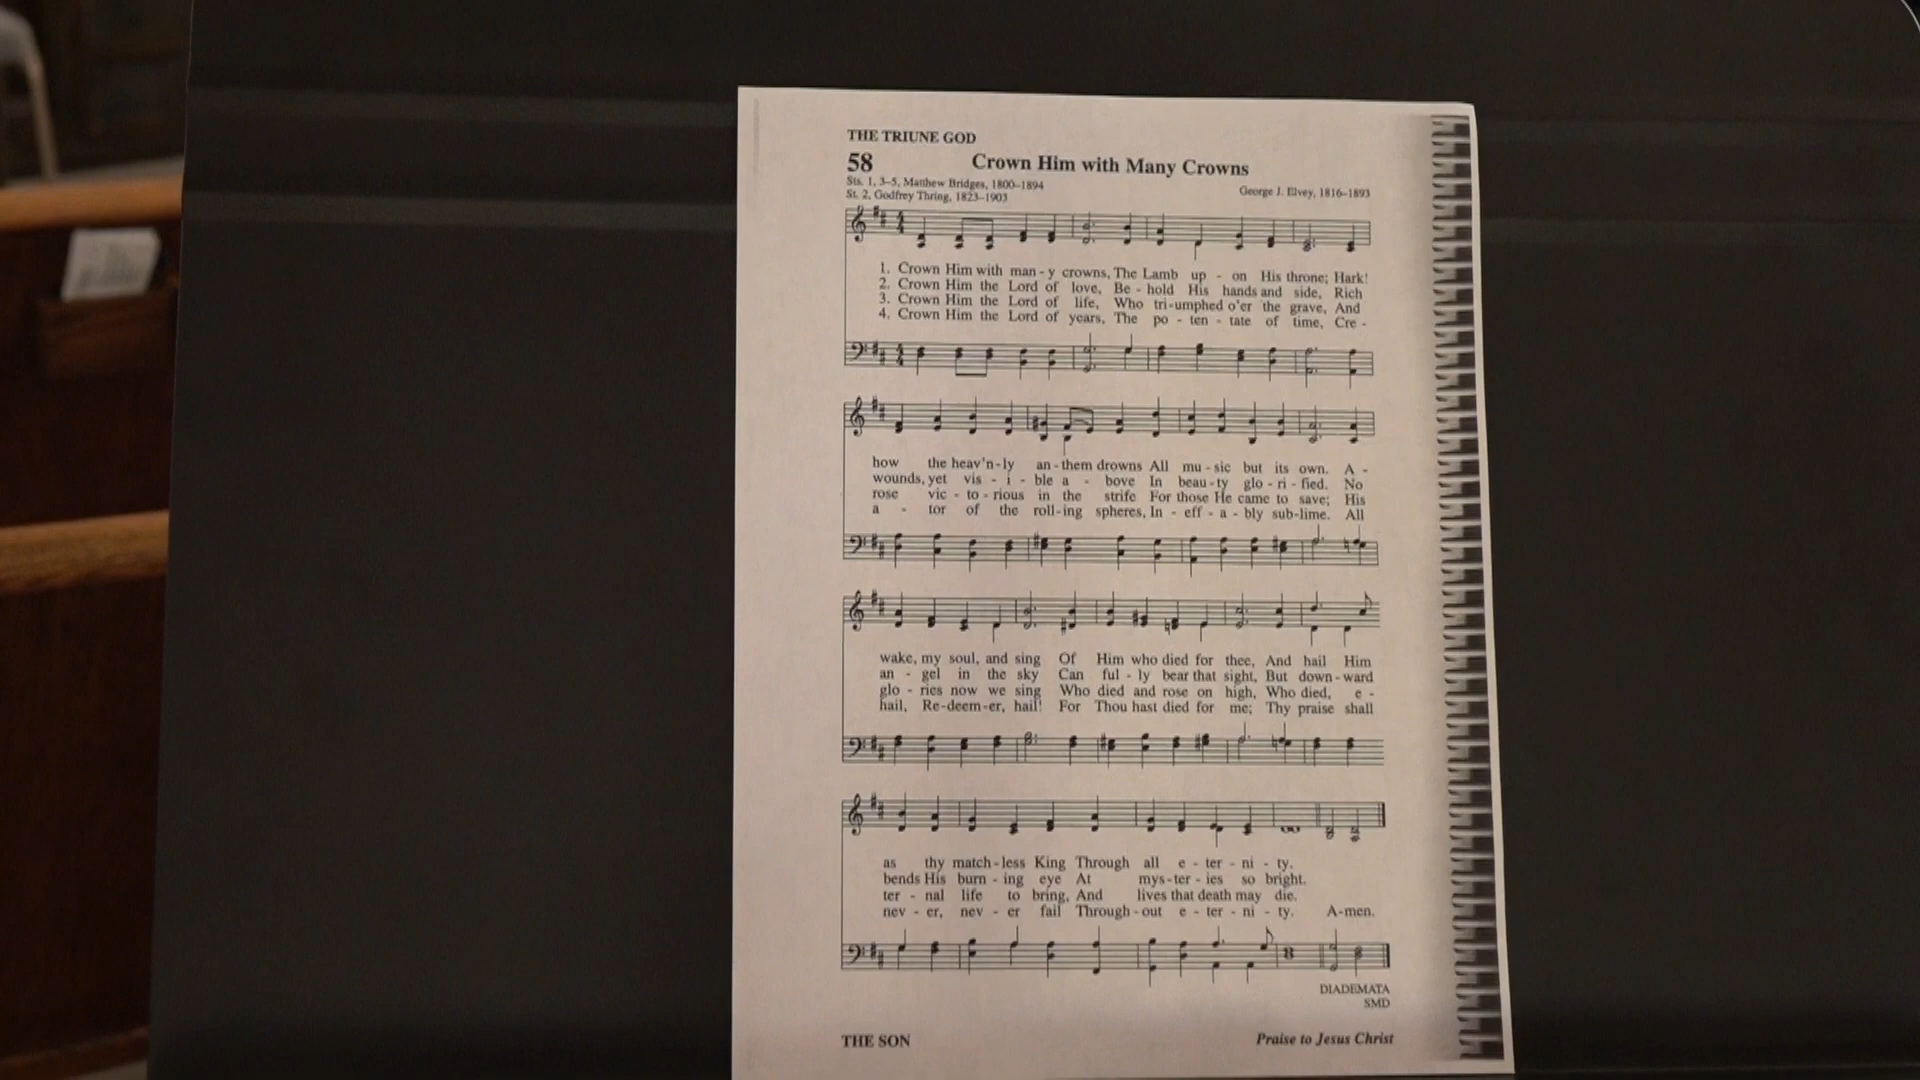 THE TRIUNE GOD
58 Crown Him with Many Crowns
Sts. 1, 3–5, Matthew Bridges, 1800–1894
St. 2, Godfrey Thring, 1823–1903
George J. Elvey, 1816–1893
1. Crown Him with man - y crowns, The Lamb up - on His throne; Hark!
2. Crown Him the Lord of love, Be - hold His hands and side, Rich
3. Crown Him the Lord of life, Who tri-umphed o'er the grave, And
4. Crown Him the Lord of years, The po - ten - tate of time, Cre -
how the heav'n-ly an-them drowns All mu-sic but its own. A -
wounds, yet vis - i - ble a - bove In beau-ty glo - ri - fied. No
rose vic - to - rious in the strife For those He came to save; His
a - tor of the roll-ing spheres, In - eff - a - bly sub-lime. All
wake, my soul, and sing Of Him who died for thee, And hail Him
an - gel in the sky Can ful - ly bear that sight, But down-ward
glo - ries now we sing Who died and rose on high, Who died, e -
hail, Re-deem-er, hail! For Thou hast died for me; Thy praise shall
as thy match-less King Through all e - ter - ni - ty.
bends His burn - ing eye At mys-ter - ies so bright.
ter - nal life to bring, And lives that death may die.
nev - er, nev - er fail Through-out e - ter - ni - ty. A-men.
DIADEMATA
SMD
THE SON
Praise to Jesus Christ